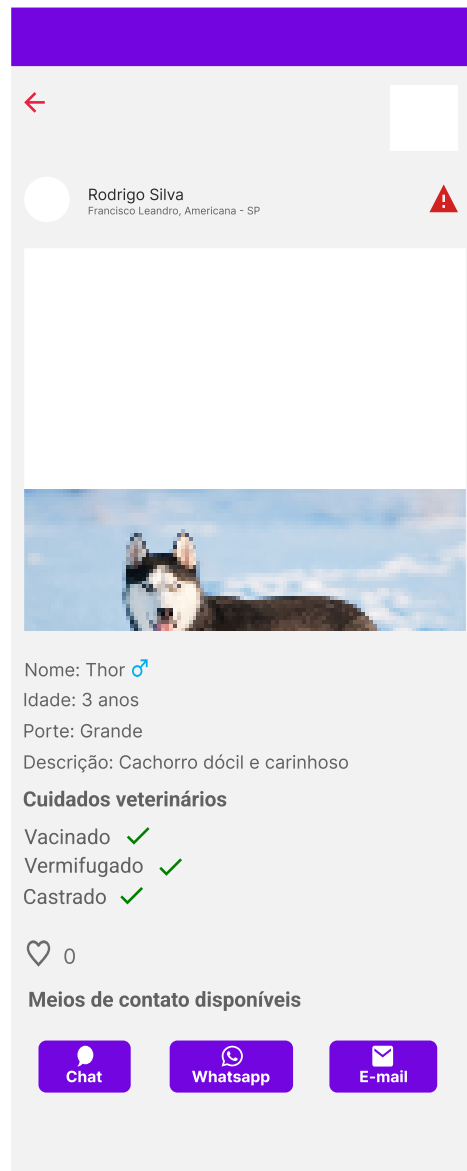 Rodrigo Silva
Francisco Leandro, Americana - SP
Nome: Thor
Idade: 3 anos
Porte: Grande
Descrição: Cachorro dócil e carinhoso
Cuidados veterinários
Vacinado
Vermifugado
Castrado
0
Meios de contato disponíveis
Chat
Whatsapp
E-mail